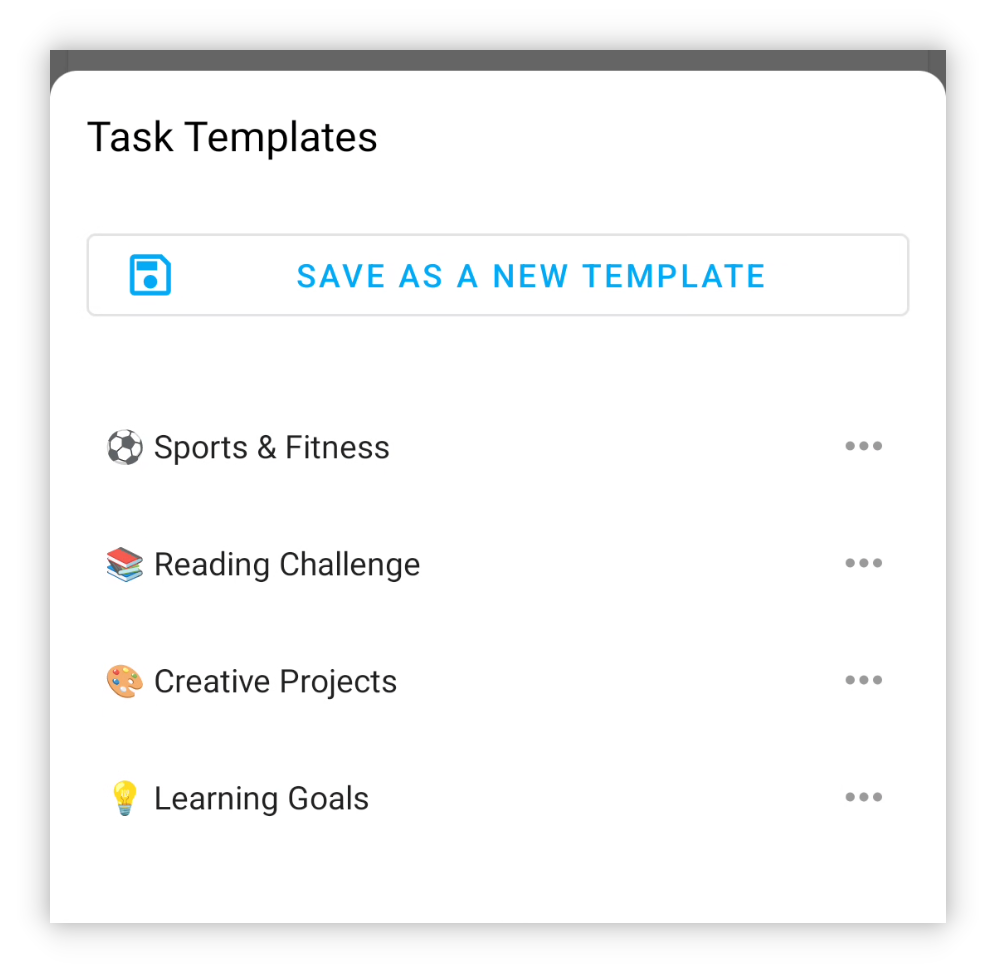 Task Templates
SAVE AS A NEW TEMPLATE
Sports & Fitness
Reading Challenge
Creative Projects
Learning Goals